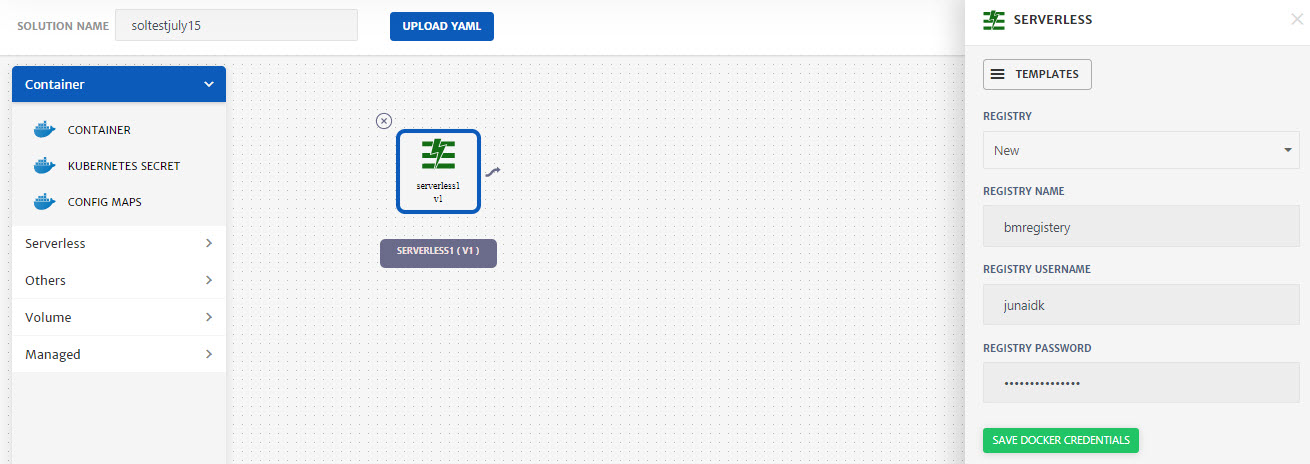 SOLUTION NAME
soltestjuly15
UPLOAD YAML
Container
CONTAINER
KUBERNETES SECRET
CONFIG MAPS
Serverless
Others
Volume
Managed
serverless1
v1
SERVERLESS1 ( V1 )
SERVERLESS
TEMPLATES
REGISTRY
New
REGISTRY NAME
bmregistery
REGISTRY USERNAME
junaidk
REGISTRY PASSWORD
•••••••••••••••
SAVE DOCKER CREDENTIALS